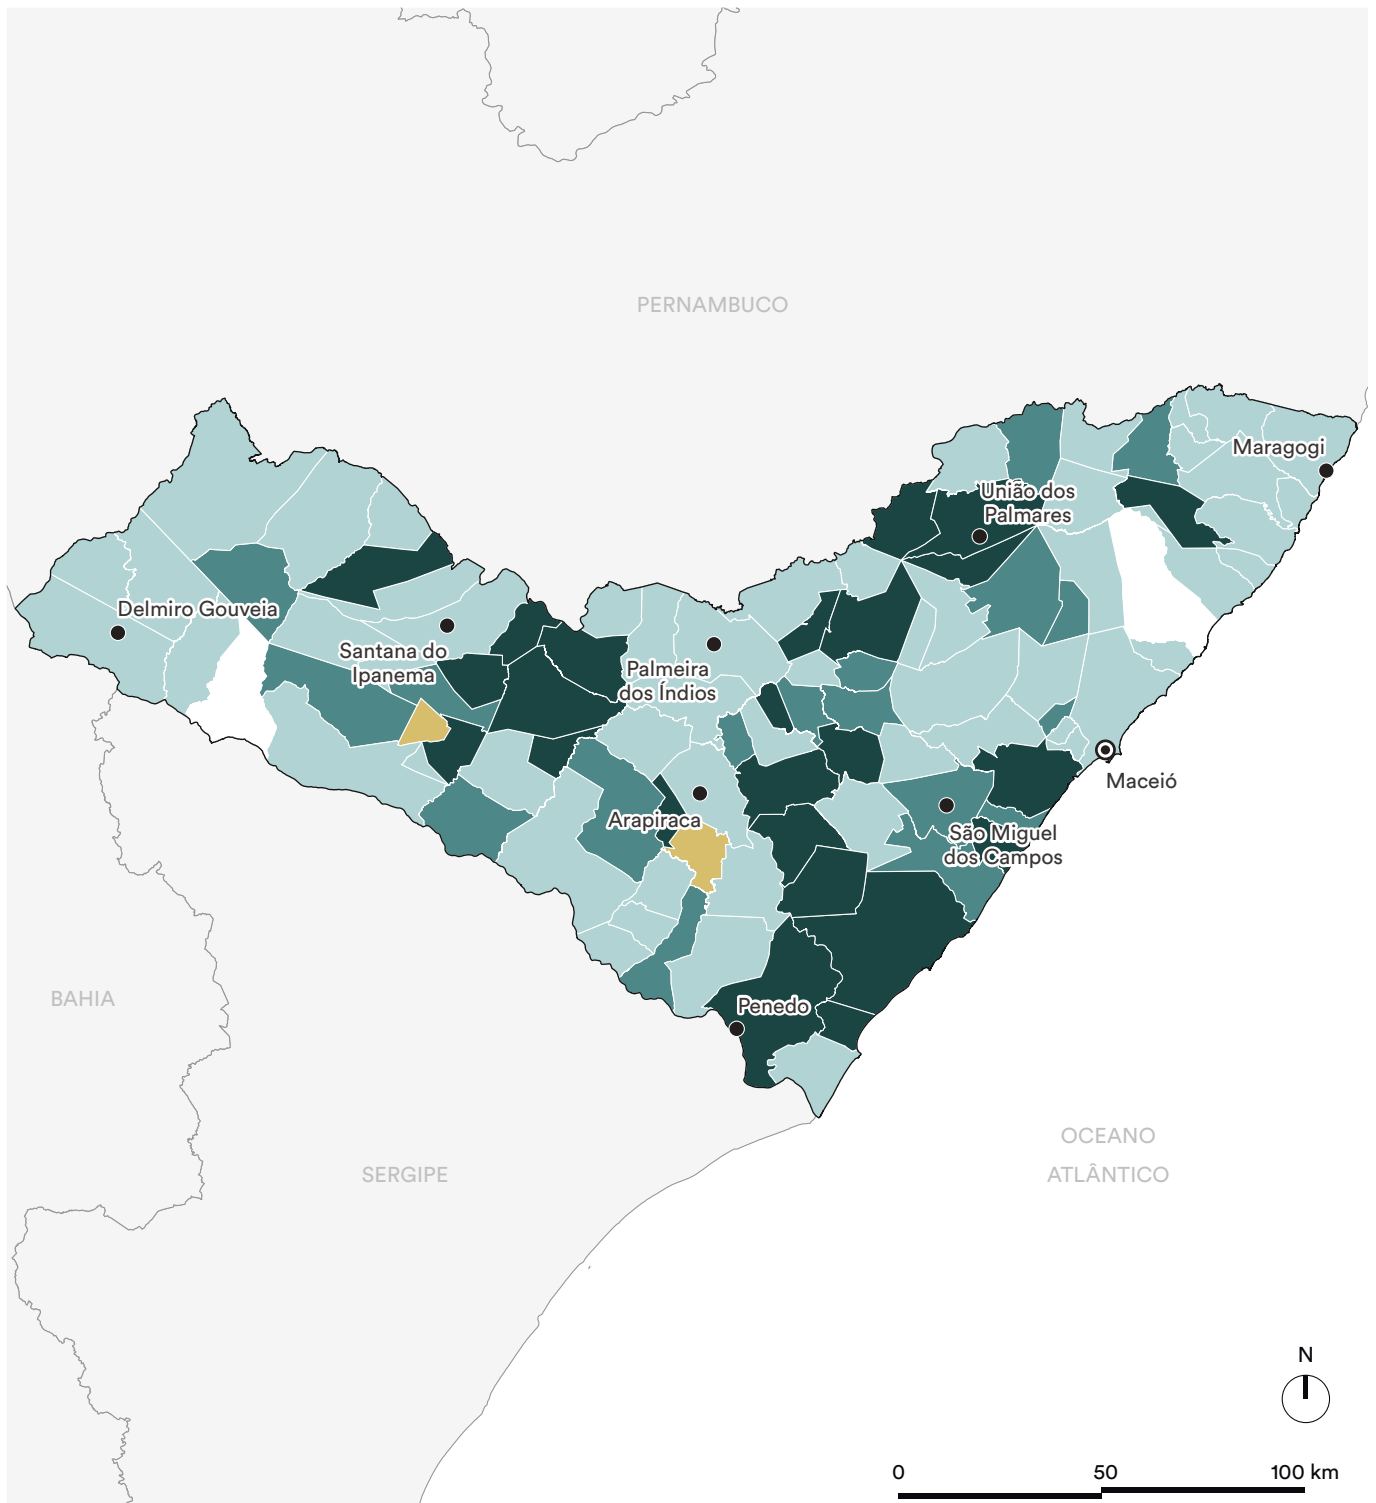 PERNAMBUCO
Maragogi
União dos
Palmares
Delmiro Gouveia
Santana do
Ipanema
Palmeira
dos Índios
Maceió
Arapiraca
São Miguel
dos Campos
BAHIA
Penedo
OCEANO
ATLÂNTICO
SERGIPE
N
0 50 100 km